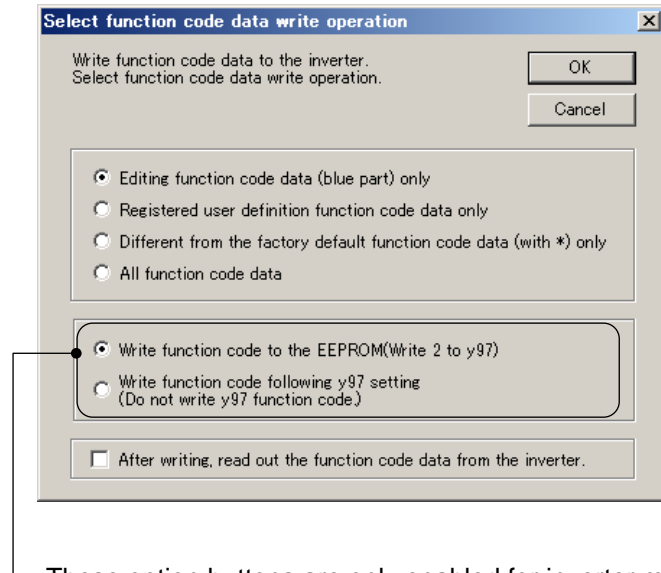 Select function code data write operation
Write function code data to the inverter.
Select function code data write operation.
OK
Cancel
Editing function code data (blue part) only
Registered user definition function code data only
Different from the factory default function code data (with *) only
All function code data
Write function code to the EEPROM(Write 2 to y97)
Write function code following y97 setting
(Do not write y97 function code.)
After writing, read out the function code data from the inverter.
These option buttons are only enabled for inverter